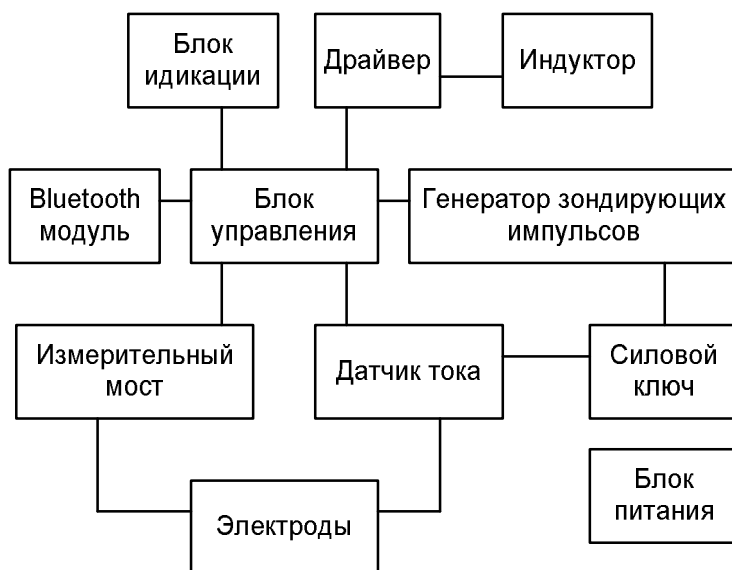 Блок
идикации
Драйвер
Индуктор
Bluetooth
модуль
Блок
управления
Генератор зондирующих
импульсов
Измерительный
мост
Датчик тока
Силовой
ключ
Электроды
Блок
питания